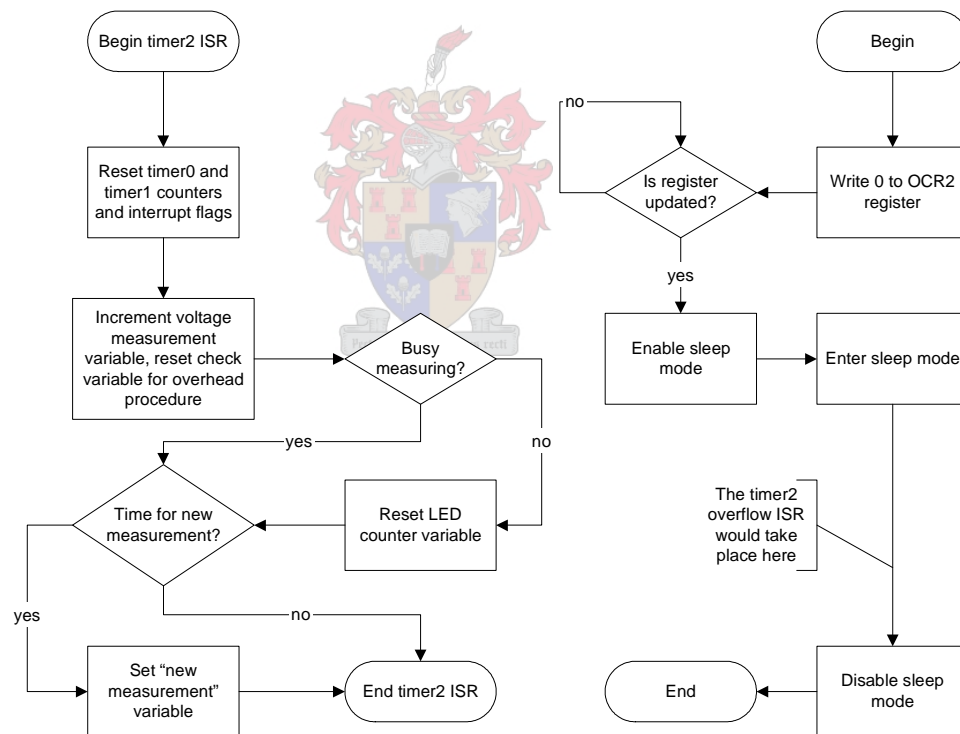 Begin timer2 ISR
Reset timer0 and
timer1 counters
and interrupt flags
Increment voltage
measurement
variable, reset check
variable for overhead
procedure
Busy
measuring?
yes
no
Time for new
measurement?
Reset LED
counter variable
yes
no
Set “new
measurement”
variable
End timer2 ISR
Begin
no
Is register
updated?
Write 0 to OCR2
register
yes
Enable sleep
mode
Enter sleep mode
The timer2
overflow ISR
would take
place here
End
Disable sleep
mode
recti